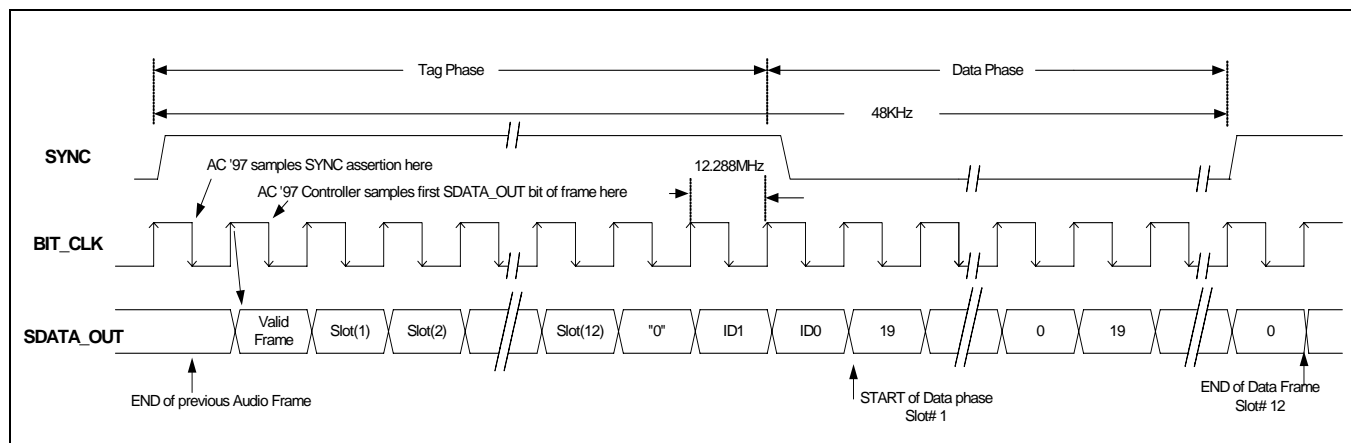 Tag Phase
Data Phase
48KHz
SYNC
AC '97 samples SYNC assertion here
12.288MHz
AC '97 Controller samples first SDATA_OUT bit of frame here
BIT_CLK
SDATA_OUT
Valid
Frame
Slot(1)
Slot(2)
Slot(12)
"0"
ID1
ID0
19
0
19
0
END of previous Audio Frame
START of Data phase
Slot# 1
END of Data Frame
Slot# 12